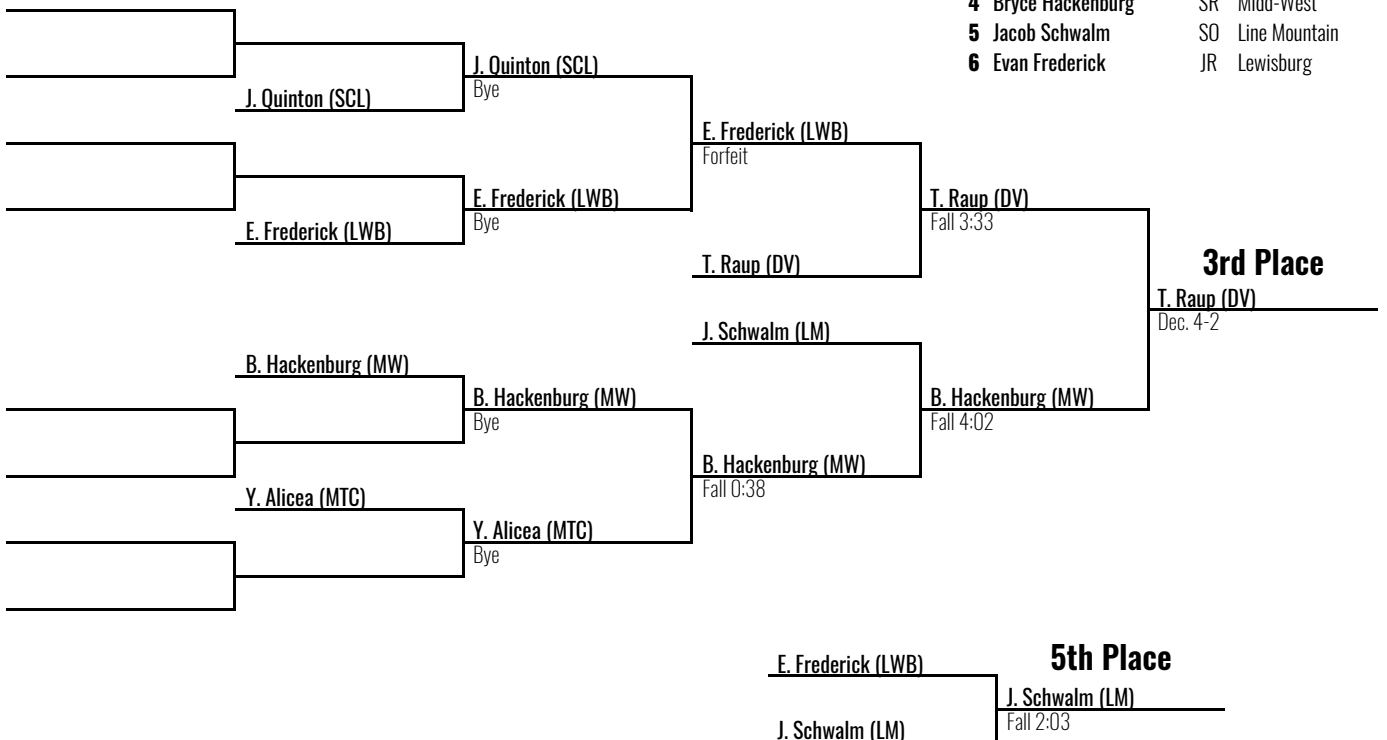 4 Bryce Hackenburg SR Midd-West
5 Jacob Schwalm SO Line Mountain
6 Evan Frederick JR Lewisburg
J. Quinton (SCL)
Bye
J. Quinton (SCL)
E. Frederick (LWB)
Forfeit
E. Frederick (LWB)
Bye
T. Raup (DV)
Fall 3:33
E. Frederick (LWB)
T. Raup (DV)
3rd Place
T. Raup (DV)
Dec. 4-2
J. Schwalm (LM)
B. Hackenburg (MW)
B. Hackenburg (MW)
Bye
B. Hackenburg (MW)
Fall 4:02
B. Hackenburg (MW)
Fall 0:38
Y. Alicea (MTC)
Y. Alicea (MTC)
Bye
E. Frederick (LWB)
5th Place
J. Schwalm (LM)
Fall 2:03
J. Schwalm (LM)